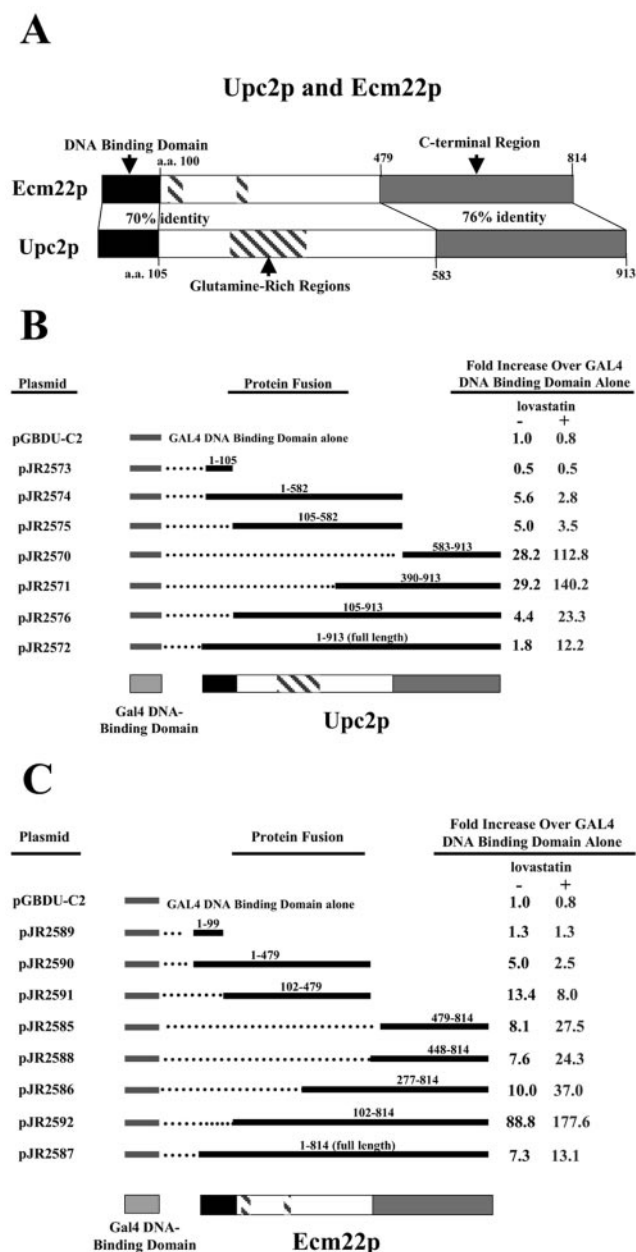 A
Upc2p and Ecm22p
DNA Binding Domain
a.a. 100
479
C-terminal Region
814
Ecm22p
70% identity
76% identity
Upc2p
a.a. 105
Glutamine-Rich Regions
583
913
B
Plasmid
Protein Fusion
Fold Increase Over GAL4
DNA Binding Domain Alone
lovastatin
- +
pGBDU-C2 GAL4 DNA Binding Domain alone 1.0 0.8
pJR2573 1-105 0.5 0.5
pJR2574 1-582 5.6 2.8
pJR2575 105-582 5.0 3.5
pJR2570 583-913 28.2 112.8
pJR2571 390-913 29.2 140.2
pJR2576 105-913 4.4 23.3
pJR2572 1-913 (full length) 1.8 12.2
Gal4 DNA-
Binding Domain
Upc2p
C
Plasmid
Protein Fusion
Fold Increase Over GAL4
DNA Binding Domain Alone
lovastatin
- +
pGBDU-C2 GAL4 DNA Binding Domain alone 1.0 0.8
pJR2589 1-99 1.3 1.3
pJR2590 1-479 5.0 2.5
pJR2591 102-479 13.4 8.0
pJR2585 479-814 8.1 27.5
pJR2588 448-814 7.6 24.3
pJR2586 277-814 10.0 37.0
pJR2592 102-814 88.8 177.6
pJR2587 1-814 (full length) 7.3 13.1
Gal4 DNA-
Binding Domain
Ecm22p